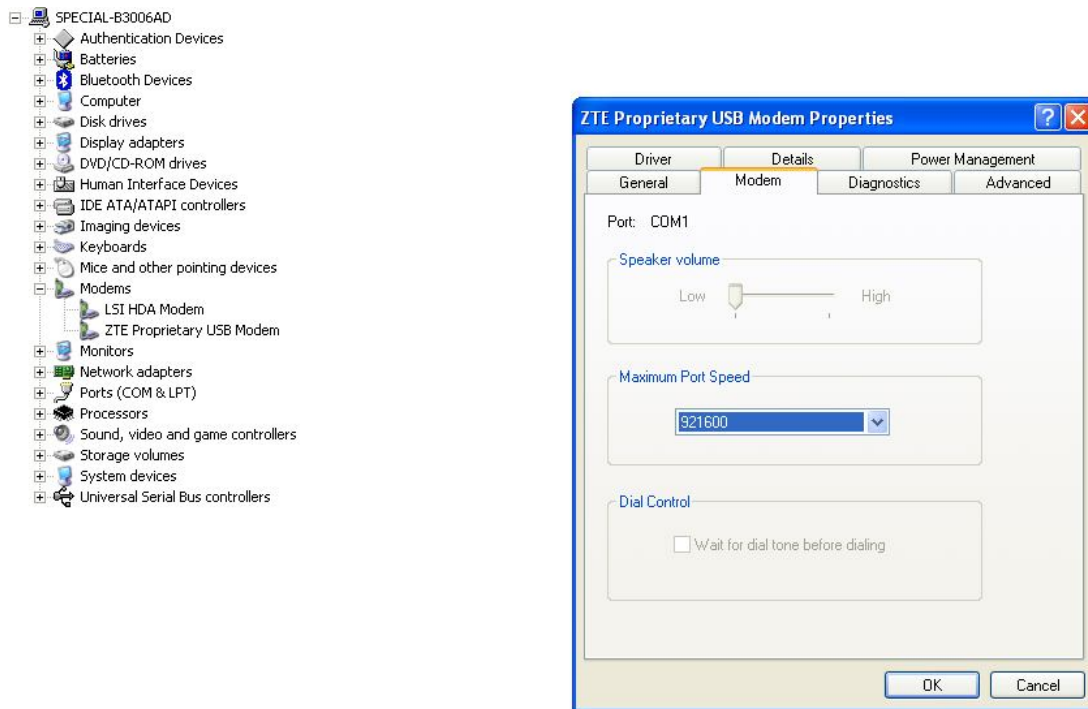 SPECIAL-B3006AD
Authentication Devices
Batteries
Bluetooth Devices
Computer
Disk drives
Display adapters
DVD/CD-ROM drives
Human Interface Devices
IDE ATA/ATAPI controllers
Imaging devices
Keyboards
Mice and other pointing devices
Modems
LSI HDA Modem
ZTE Proprietary USB Modem
Monitors
Network adapters
Ports (COM & LPT)
Processors
Sound, video and game controllers
Storage volumes
System devices
Universal Serial Bus controllers
ZTE Proprietary USB Modem Properties
Driver Details Power Management
General Modem Diagnostics Advanced
Port: COM1
Speaker volume
Low High
Maximum Port Speed
921600
Dial Control
Wait for dial tone before dialing
OK Cancel